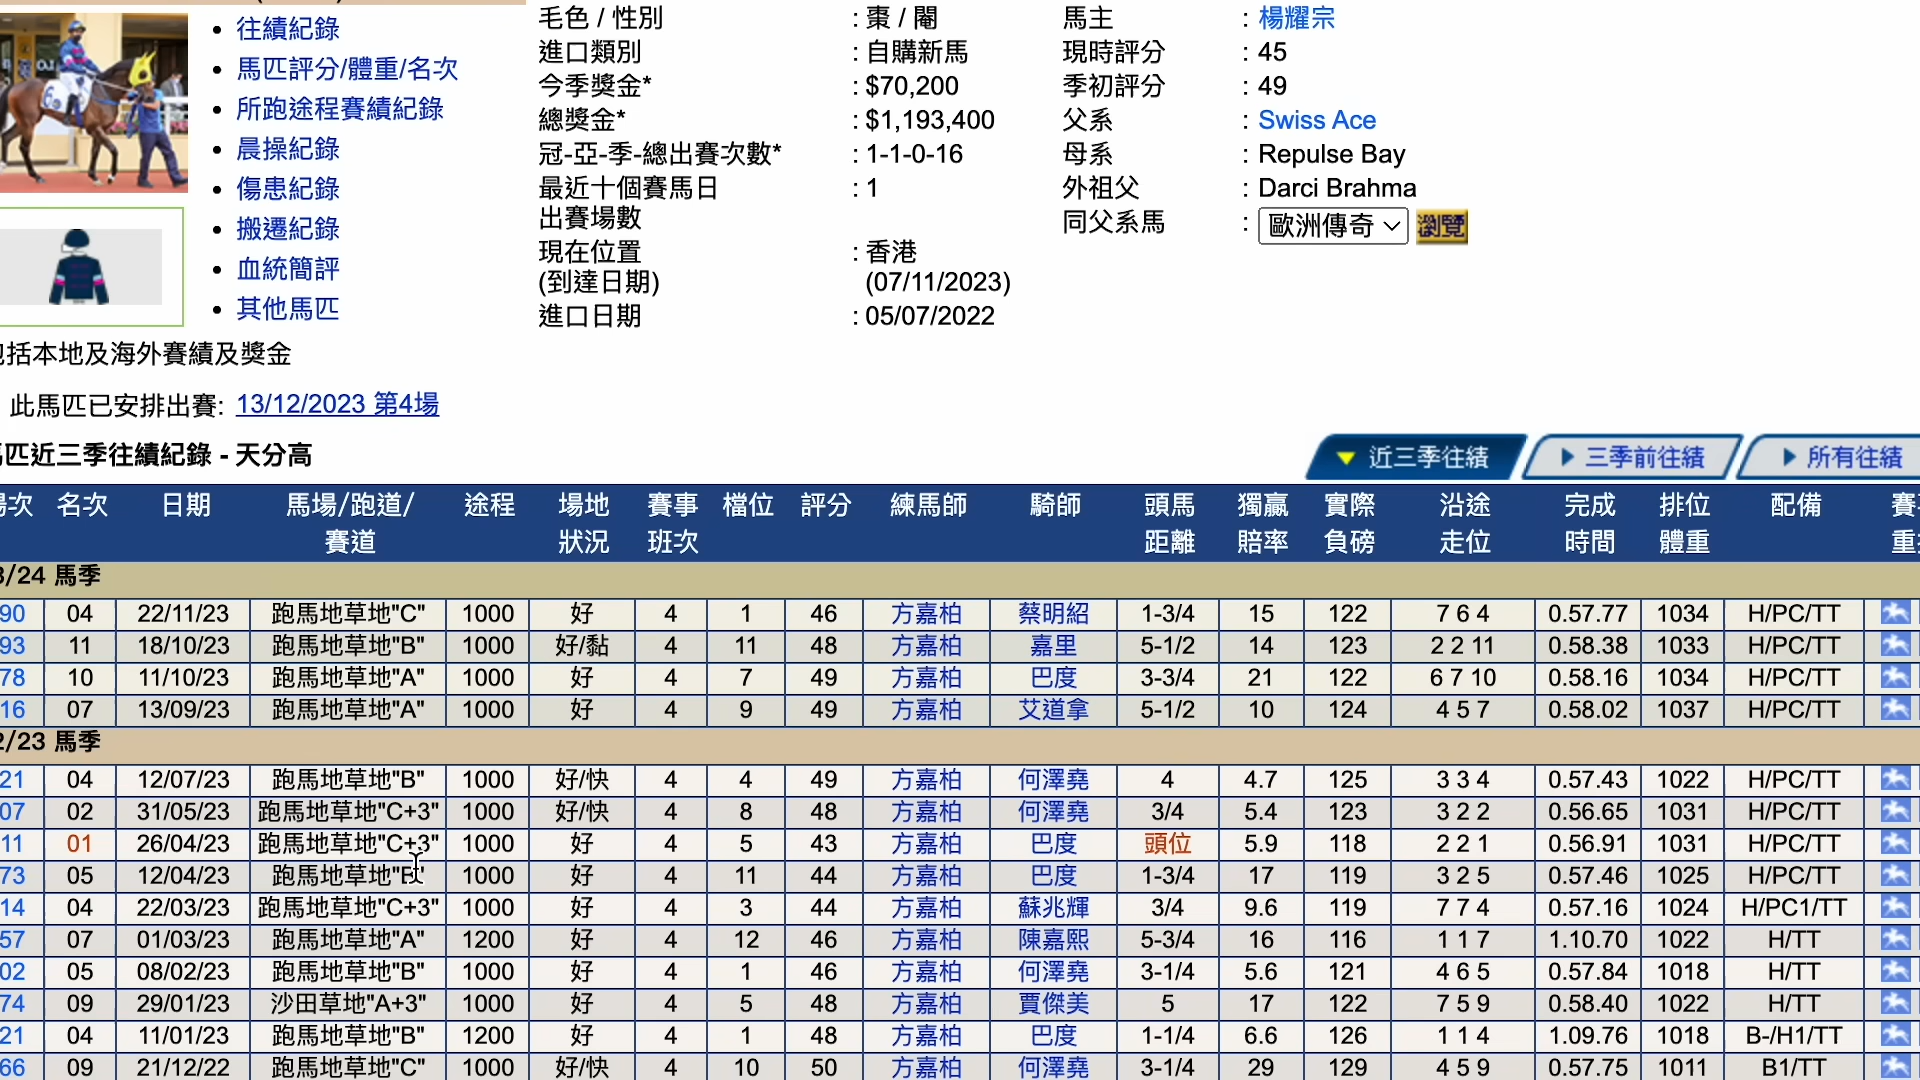 往績紀錄
馬匹評分/體重/名次
所跑途程賽績紀錄
晨操紀錄
傷患紀錄
搬遷紀錄
血統簡評
其他馬匹
毛色 / 性別 : 棗 / 閹
進口類別 : 自購新馬
今季獎金* : $70,200
總獎金* : $1,193,400
冠-亞-季-總出賽次數* : 1-1-0-16
最近十個賽馬日 : 1
出賽場數
現在位置 : 香港
(到達日期) (07/11/2023)
進口日期 : 05/07/2022
馬主 : 楊耀宗
現時評分 : 45
季初評分 : 49
父系 : Swiss Ace
母系 : Repulse Bay
外祖父 : Darci Brahma
同父系馬 : 歐洲傳奇 瀏覽
括本地及海外賽績及獎金
此馬匹已安排出賽: 13/12/2023 第4場
匹近三季往績紀錄 - 天分高
近三季往績 三季前往績 所有往績
次 名次 日期 馬場/跑道/ 途程 場地 賽事 檔位 評分 練馬師 騎師 頭馬 獨贏 實際 沿途 完成 排位 配備
賽道 狀況 班次 距離 賠率 負磅 走位 時間 體重
/24 馬季
90 04 22/11/23 跑馬地草地"C" 1000 好 4 1 46 方嘉柏 蔡明紹 1-3/4 15 122 7 6 4 0.57.77 1034 H/PC/TT
93 11 18/10/23 跑馬地草地"B" 1000 好/黏 4 11 48 方嘉柏 嘉里 5-1/2 14 123 2 2 11 0.58.38 1033 H/PC/TT
78 10 11/10/23 跑馬地草地"A" 1000 好 4 7 49 方嘉柏 巴度 3-3/4 21 122 6 7 10 0.58.16 1034 H/PC/TT
16 07 13/09/23 跑馬地草地"A" 1000 好 4 9 49 方嘉柏 艾道拿 5-1/2 10 124 4 5 7 0.58.02 1037 H/PC/TT
/23 馬季
21 04 12/07/23 跑馬地草地"B" 1000 好/快 4 4 49 方嘉柏 何澤堯 4 4.7 125 3 3 4 0.57.43 1022 H/PC/TT
07 02 31/05/23 跑馬地草地"C+3" 1000 好/快 4 8 48 方嘉柏 何澤堯 3/4 5.4 123 3 2 2 0.56.65 1031 H/PC/TT
11 01 26/04/23 跑馬地草地"C+3" 1000 好 4 5 43 方嘉柏 巴度 頭位 5.9 118 2 2 1 0.56.91 1031 H/PC/TT
73 05 12/04/23 跑馬地草地"B" 1000 好 4 11 44 方嘉柏 巴度 1-3/4 17 119 3 2 5 0.57.46 1025 H/PC/TT
14 04 22/03/23 跑馬地草地"C+3" 1000 好 4 3 44 方嘉柏 蘇兆輝 3/4 9.6 119 7 7 4 0.57.16 1024 H/PC1/TT
57 07 01/03/23 跑馬地草地"A" 1200 好 4 12 46 方嘉柏 陳嘉熙 5-3/4 16 116 1 1 7 1.10.70 1022 H/TT
02 05 08/02/23 跑馬地草地"B" 1000 好 4 1 46 方嘉柏 何澤堯 3-1/4 5.6 121 4 6 5 0.57.84 1018 H/TT
74 09 29/01/23 沙田草地"A+3" 1000 好 4 5 48 方嘉柏 賈傑美 5 17 122 7 5 9 0.58.40 1022 H/TT
21 04 11/01/23 跑馬地草地"B" 1200 好 4 1 48 方嘉柏 巴度 1-1/4 6.6 126 1 1 4 1.09.76 1018 B-/H1/TT
66 09 21/12/22 跑馬地草地"C" 1000 好/快 4 10 50 方嘉柏 何澤堯 3-1/4 29 129 4 5 9 0.57.75 1011 B1/TT